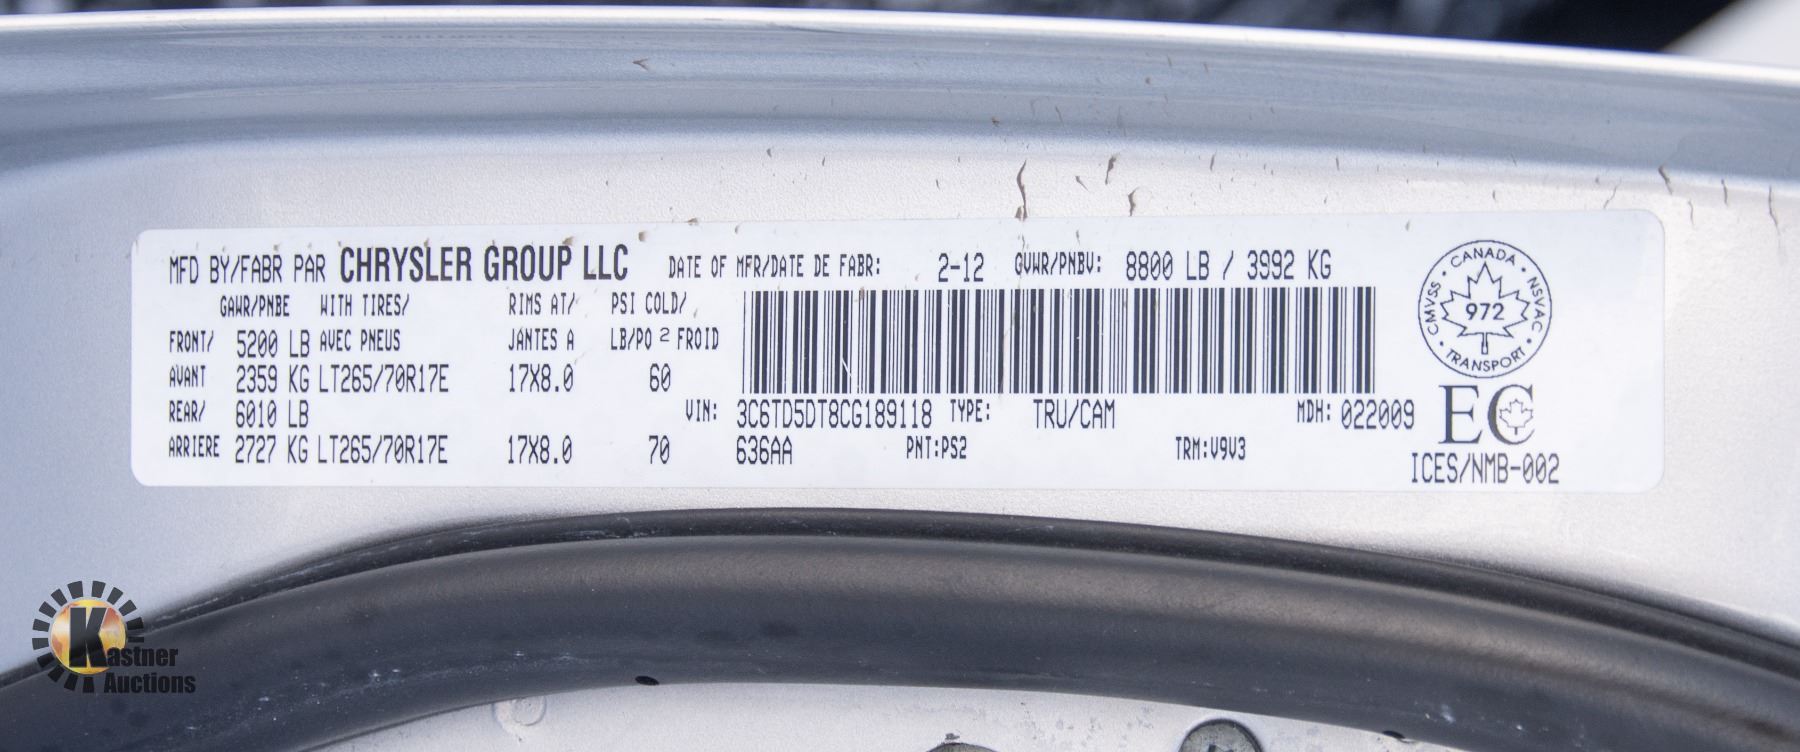 MFD BY/FABR PAR CHRYSLER GROUP LLC DATE OF MFR/DATE DE FABR: 2-12 GVWR/PNBV: 8800 LB / 3992 KG
GAWR/PNBE WITH TIRES/ RIMS AT/ PSI COLD/
FRONT/ 5200 LB AVEC PNEUS JANTES A LB/PO 2 FROID
AVANT 2359 KG LT265/70R17E 17X8.0 60
REAR/ 6010 LB VIN: 3C6TD5DT8CG189118 TYPE: TRU/CAM MDH: 022009
ARRIERE 2727 KG LT265/70R17E 17X8.0 70 636AA PNT:PS2 TRM:V9V3
CANADA
CMVSS 972 NSVAC
TRANSPORT
EC
ICES/NMB-002
Kastner
Auctions